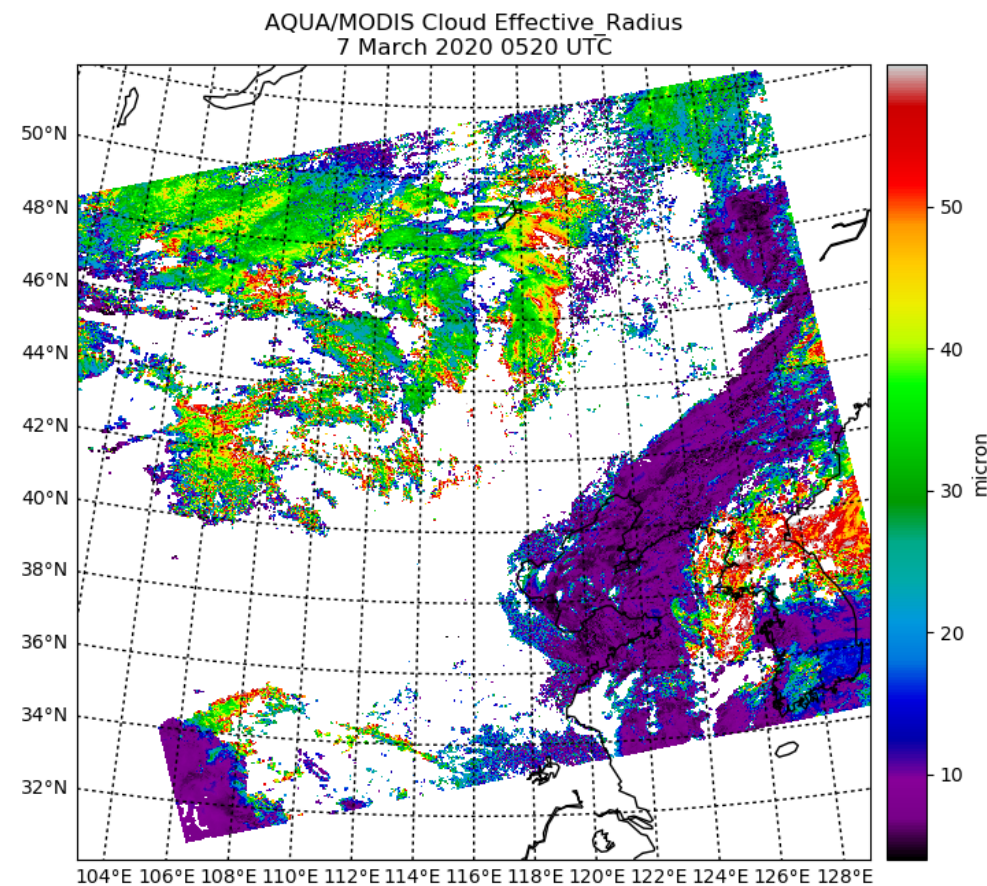 AQUA/MODIS Cloud Effective_Radius
7 March 2020 0520 UTC
50°N
48°N
46°N
44°N
42°N
40°N
38°N
36°N
34°N
32°N
104°E 106°E 108°E 110°E 112°E 114°E 116°E 118°E 120°E 122°E 124°E 126°E 128°E
50
40
30
20
10
micron